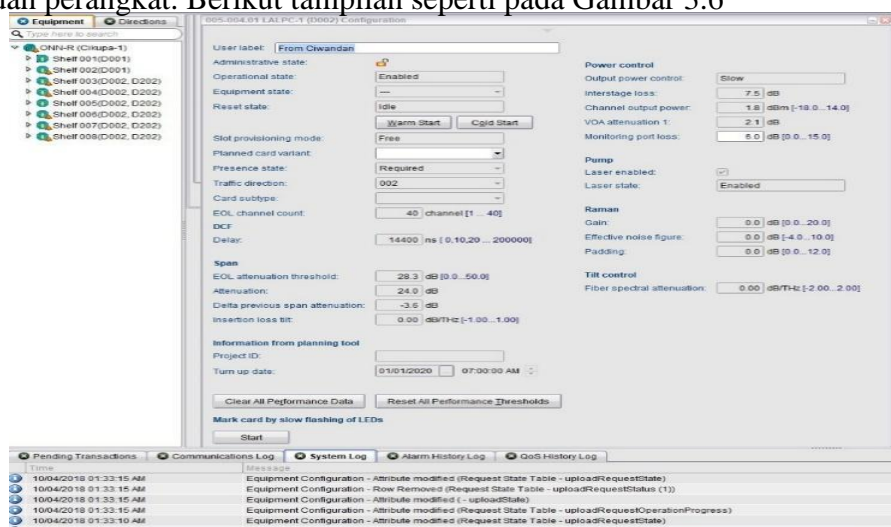 dan perangkat. Berikut tampilan seperti pada Gambar 3.6
Equipment Directions
Type here to search
ONN-R (Cikupa-1)
Shelf 001(D001)
Shelf 002(D001)
Shelf 003(D002, D202)
Shelf 004(D002, D202)
Shelf 005(D002, D202)
Shelf 006(D002, D202)
Shelf 007(D002, D202)
Shelf 008(D002, D202)
005-004.01 LALPC-1 (D002) Configuration
User label: From Ciwandan
Administrative state:
Operational state: Enabled
Equipment state: ---
Reset state: Idle
Warm Start Cold Start
Slot provisioning mode: Free
Planned card variant:
Presence state: Required
Traffic direction: 002
Card subtype:
EOL channel count: 40 channel [1 ... 40]
DCF
Delay: 14400 ns [ 0,10,20 ... 200000]
Span
EOL attenuation threshold: 28.3 dB [0.0...50.0]
Attenuation: 24.0 dB
Delta previous span attenuation: -3.6 dB
Insertion loss tilt: 0.00 dB/THz [-1.00...1.00]
Information from planning tool
Project ID:
Turn up date: 01/01/2020 07:00:00 AM
Clear All Performance Data Reset All Performance Thresholds
Mark card by slow flashing of LEDs
Start
Power control
Output power control: Slow
Interstage loss: 7.5 dB
Channel output power: 1.8 dBm [-18.0...14.0]
VOA attenuation 1: 2.1 dB
Monitoring port loss: dB [0.0...15.0]
Pump
Laser enabled:
Laser state: Enabled
Raman
Gain: 0.0 dB [0.0...20.0]
Effective noise figure: 0.0 dB [-4.0...10.0]
Padding: 0.0 dB [0.0...12.0]
Tilt control
Fiber spectral attenuation: 0.00 dB/THz [-2.00...2.00]
Pending Transactions Communications Log System Log Alarm History Log QoS History Log
Time Message
10/04/2018 01:33:15 AM Equipment Configuration - Attribute modified (Request State Table - uploadRequestState)
10/04/2018 01:33:15 AM Equipment Configuration - Row Removed (Request State Table - uploadRequestStatus (1))
10/04/2018 01:33:15 AM Equipment Configuration - Attribute modified ( - uploadState)
10/04/2018 01:33:15 AM Equipment Configuration - Attribute modified (Request State Table - uploadRequestOperationProgress)
10/04/2018 01:33:10 AM Equipment Configuration - Attribute modified (Request State Table - uploadRequestState)